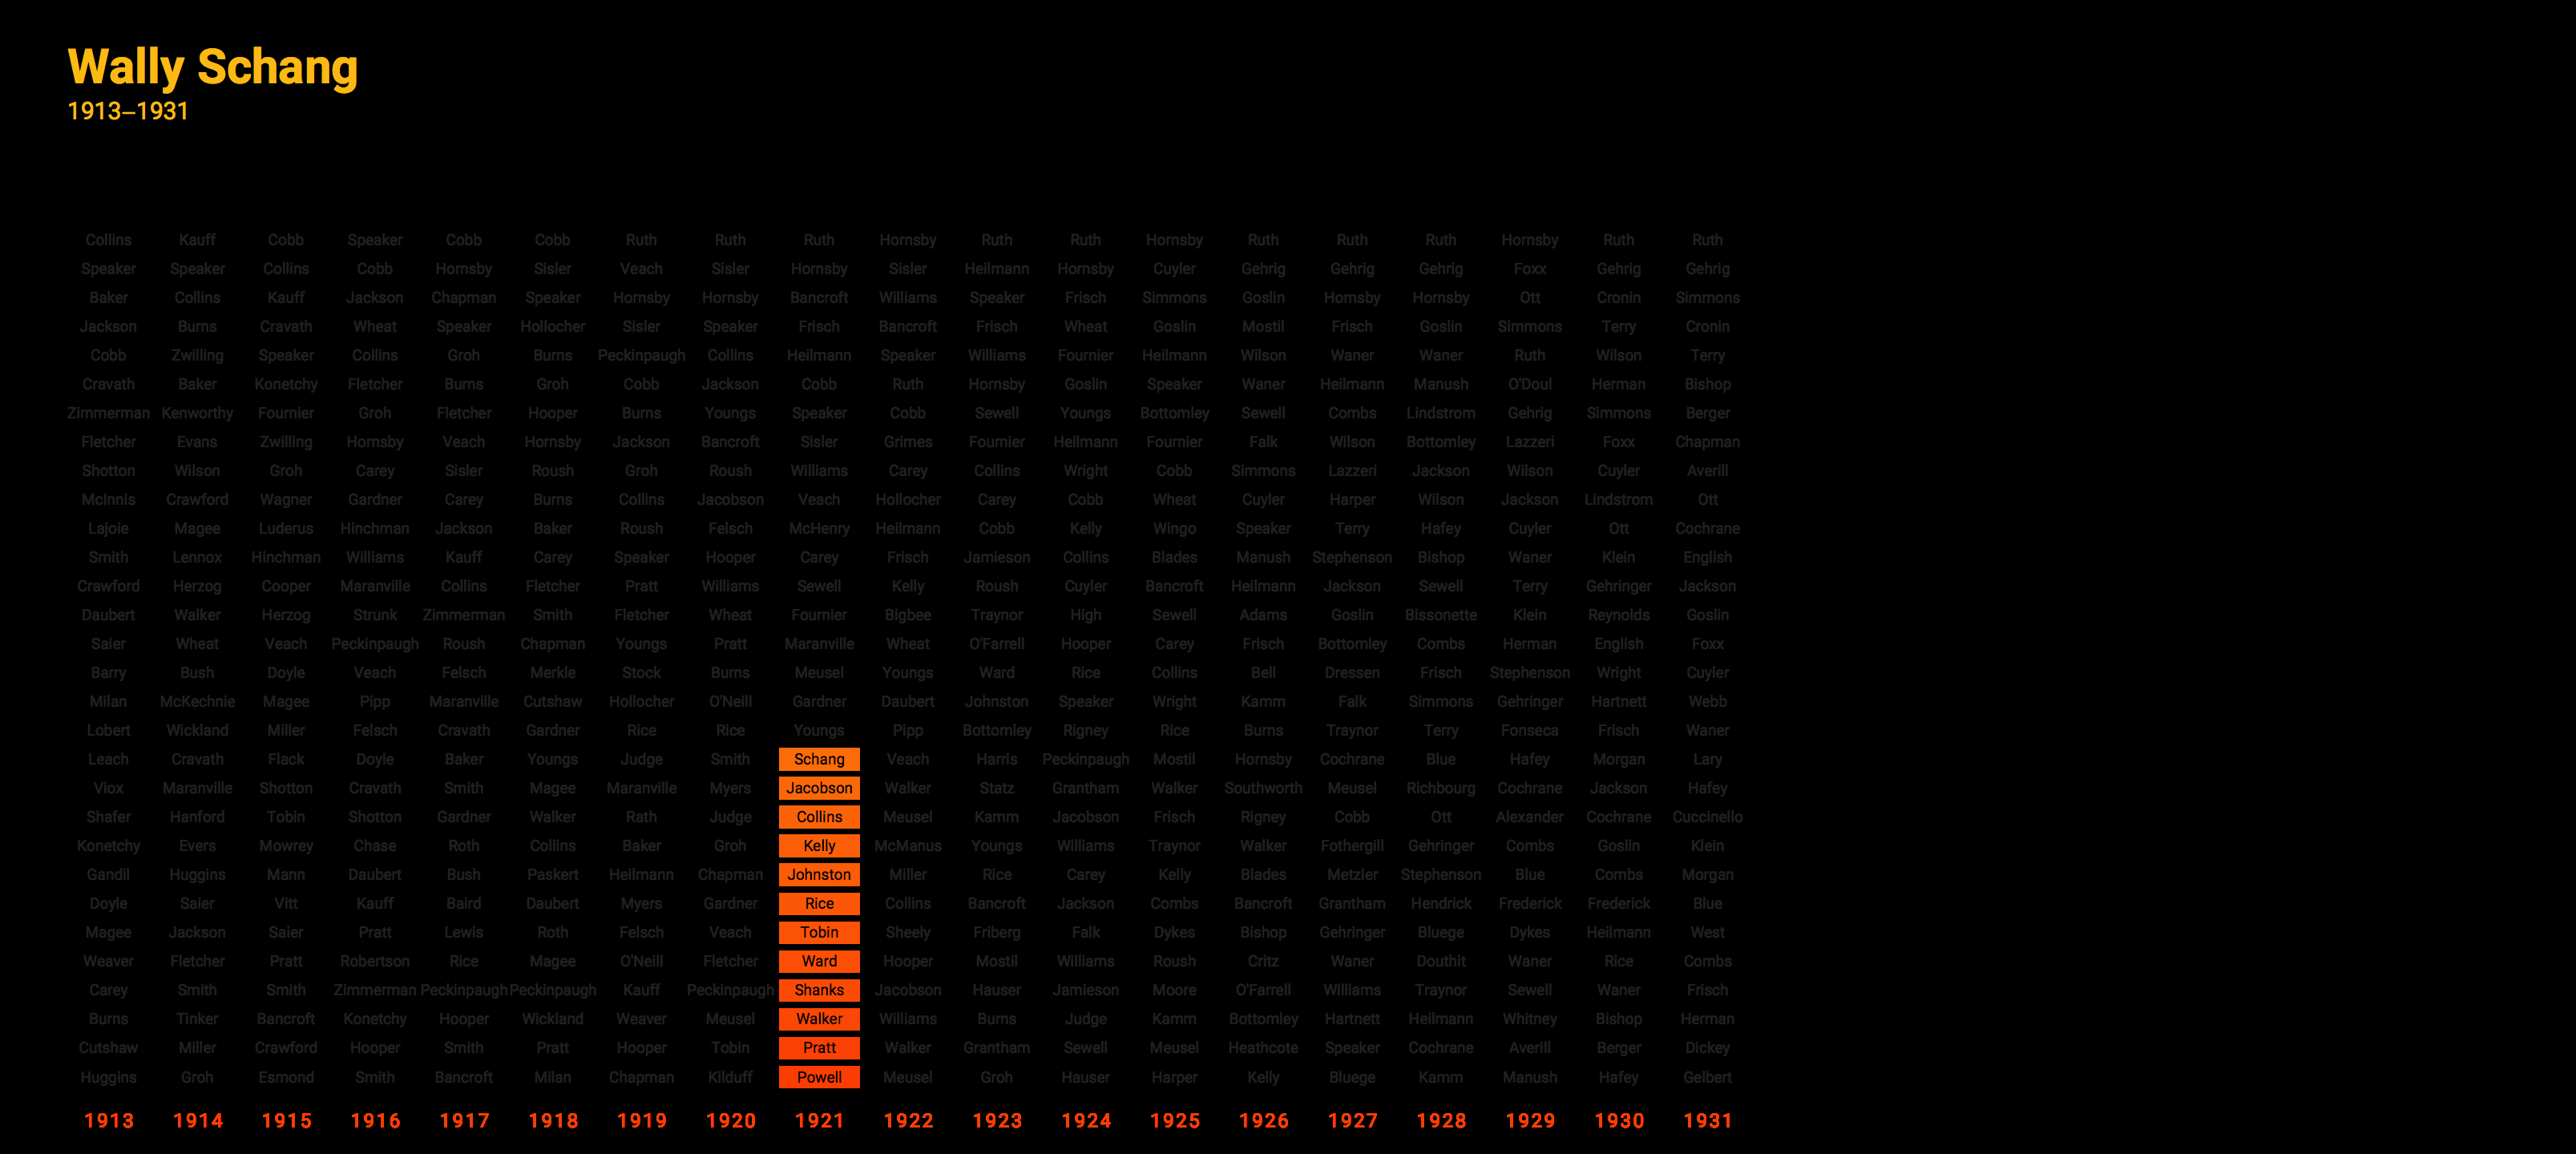 Wally Schang
1913–1931
Collins Kauff Cobb Speaker Cobb Cobb Ruth Ruth Ruth Hornsby Ruth Ruth Hornsby Ruth Ruth Ruth Hornsby Ruth Ruth
Speaker Speaker Collins Cobb Hornsby Sisler Veach Sisler Hornsby Sisler Heilmann Hornsby Cuyler Gehrig Gehrig Gehrig Foxx Gehrig Gehrig
Baker Collins Kauff Jackson Chapman Speaker Hornsby Hornsby Bancroft Williams Speaker Frisch Simmons Goslin Hornsby Hornsby Ott Cronin Simmons
Jackson Burns Cravath Wheat Speaker Hollocher Sisler Speaker Frisch Bancroft Frisch Wheat Goslin Mostil Frisch Goslin Simmons Terry Cronin
Cobb Zwilling Speaker Collins Groh Burns Peckinpaugh Collins Heilmann Speaker Williams Fournier Heilmann Wilson Waner Waner Ruth Wilson Terry
Cravath Baker Konetchy Fletcher Burns Groh Cobb Jackson Cobb Ruth Hornsby Goslin Speaker Waner Heilmann Manush O'Doul Herman Bishop
Zimmerman Kenworthy Fournier Groh Fletcher Hooper Burns Youngs Speaker Cobb Sewell Youngs Bottomley Sewell Combs Lindstrom Gehrig Simmons Berger
Fletcher Evans Zwilling Hornsby Veach Hornsby Jackson Bancroft Sisler Grimes Fournier Heilmann Fournier Falk Wilson Bottomley Lazzeri Foxx Chapman
Shotton Wilson Groh Carey Sisler Roush Groh Roush Williams Carey Collins Wright Cobb Simmons Lazzeri Jackson Wilson Cuyler Averill
McInnis Crawford Wagner Gardner Carey Burns Collins Jacobson Veach Hollocher Carey Cobb Wheat Cuyler Harper Wilson Jackson Lindstrom Ott
Lajoie Magee Luderus Hinchman Jackson Baker Roush Felsch McHenry Heilmann Cobb Kelly Wingo Speaker Terry Hafey Cuyler Ott Cochrane
Smith Lennox Hinchman Williams Kauff Carey Speaker Hooper Carey Frisch Jamieson Collins Blades Manush Stephenson Bishop Waner Klein English
Crawford Herzog Cooper Maranville Collins Fletcher Pratt Williams Sewell Kelly Roush Cuyler Bancroft Heilmann Jackson Sewell Terry Gehringer Jackson
Daubert Walker Herzog Strunk Zimmerman Smith Fletcher Wheat Fournier Bigbee Traynor High Sewell Adams Goslin Bissonette Klein Reynolds Goslin
Saier Wheat Veach Peckinpaugh Roush Chapman Youngs Pratt Maranville Wheat O'Farrell Hooper Carey Frisch Bottomley Combs Herman English Foxx
Barry Bush Doyle Veach Felsch Merkle Stock Burns Meusel Youngs Ward Rice Collins Bell Dressen Frisch Stephenson Wright Cuyler
Milan McKechnie Magee Pipp Maranville Cutshaw Hollocher O'Neill Gardner Daubert Johnston Speaker Wright Kamm Falk Simmons Gehringer Hartnett Webb
Lobert Wickland Miller Felsch Cravath Gardner Rice Rice Youngs Pipp Bottomley Rigney Rice Burns Traynor Terry Fonseca Frisch Waner
Leach Cravath Flack Doyle Baker Youngs Judge Smith Schang Veach Harris Peckinpaugh Mostil Hornsby Cochrane Blue Hafey Morgan Lary
Viox Maranville Shotton Cravath Smith Magee Maranville Myers Jacobson Walker Statz Grantham Walker Southworth Meusel Richbourg Cochrane Jackson Hafey
Shafer Hanford Tobin Shotton Gardner Walker Rath Judge Collins Meusel Kamm Jacobson Frisch Rigney Cobb Ott Alexander Cochrane Cuccinello
Konetchy Evers Mowrey Chase Roth Collins Baker Groh Kelly McManus Youngs Williams Traynor Walker Fothergill Gehringer Combs Goslin Klein
Gandil Huggins Mann Daubert Bush Paskert Heilmann Chapman Johnston Miller Rice Carey Kelly Blades Metzler Stephenson Blue Combs Morgan
Doyle Saier Vitt Kauff Baird Daubert Myers Gardner Rice Collins Bancroft Jackson Combs Bancroft Grantham Hendrick Frederick Frederick Blue
Magee Jackson Saier Pratt Lewis Roth Felsch Veach Tobin Sheely Friberg Falk Dykes Bishop Gehringer Bluege Dykes Heilmann West
Weaver Fletcher Pratt Robertson Rice Magee O'Neill Fletcher Ward Hooper Mostil Williams Roush Critz Waner Douthit Waner Rice Combs
Carey Smith Smith Zimmerman Peckinpaugh Peckinpaugh Kauff Peckinpaugh Shanks Jacobson Hauser Jamieson Moore O'Farrell Williams Traynor Sewell Waner Frisch
Burns Tinker Bancroft Konetchy Hooper Wickland Weaver Meusel Walker Williams Burns Judge Kamm Bottomley Hartnett Heilmann Whitney Bishop Herman
Cutshaw Miller Crawford Hooper Smith Pratt Hooper Tobin Pratt Walker Grantham Sewell Meusel Heathcote Speaker Cochrane Averill Berger Dickey
Huggins Groh Esmond Smith Bancroft Milan Chapman Kilduff Powell Meusel Groh Hauser Harper Kelly Bluege Kamm Manush Hafey Gelbert
1913 1914 1915 1916 1917 1918 1919 1920 1921 1922 1923 1924 1925 1926 1927 1928 1929 1930 1931